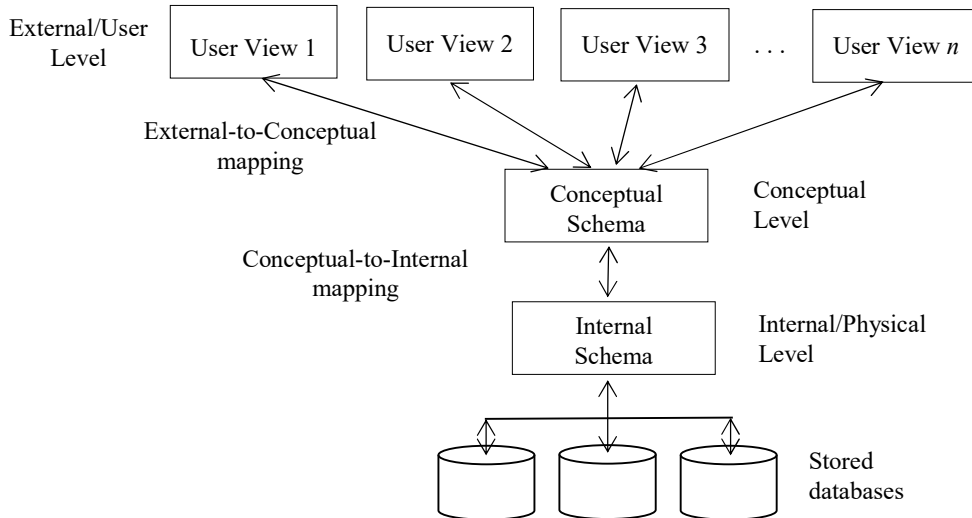 External/User
Level
User View 1
User View 2
User View 3
. . .
User View n
External-to-Conceptual
mapping
Conceptual
Schema
Conceptual
Level
Conceptual-to-Internal
mapping
Internal
Schema
Internal/Physical
Level
Stored
databases